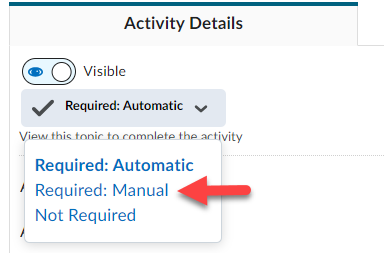 Activity Details
Visible
Required: Automatic
View this topic to complete the activity
Required: Automatic
Required: Manual
Not Required